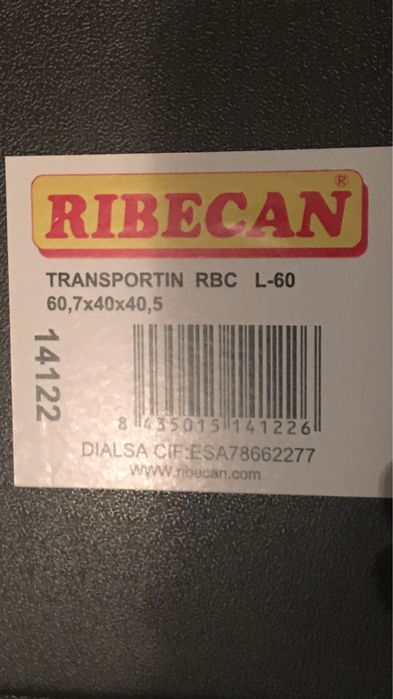 RIBECAN®
TRANSPORTIN RBC L-60
60,7x40x40,5
14122
8 435015 141226
DIALSA CIF:ESA78662277
www.ribecan.com